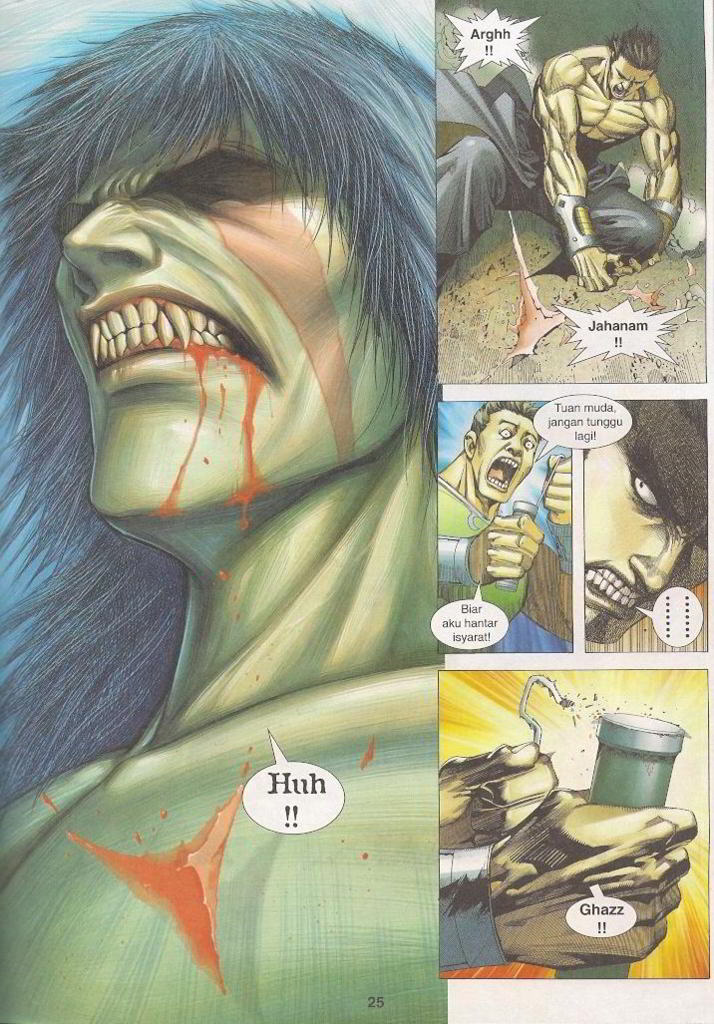 Huh
!!
Arghh
!!
Jahanam
!!
Tuan muda,
jangan tunggu
lagi!
Biar
aku hantar
isyarat!
Ghazz
!!
25